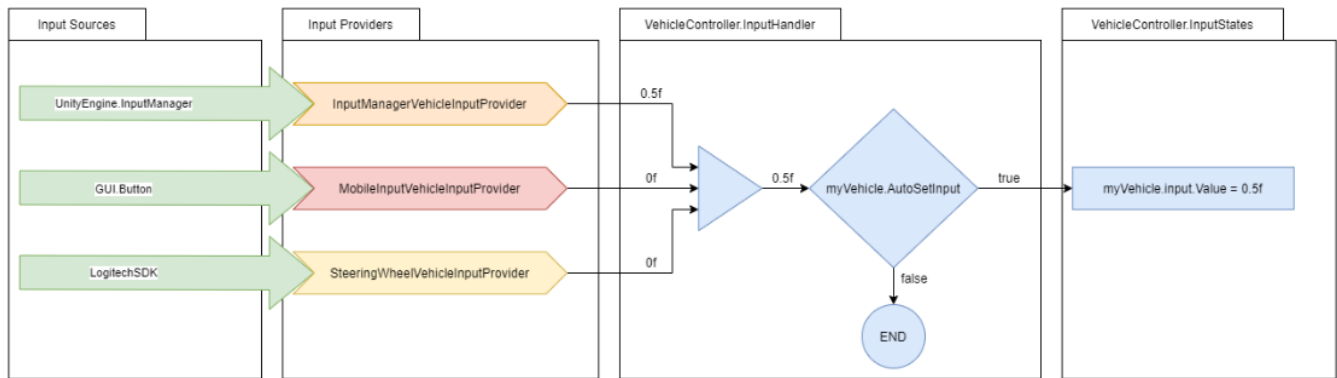 Input Sources
Input Providers
VehicleController.InputHandler
VehicleController.InputStates
UnityEngine.InputManager
InputManagerVehicleInputProvider
0.5f
GUI.Button
MobileInputVehicleInputProvider
0f
0.5f
myVehicle.AutoSetInput
true
myVehicle.input.Value = 0.5f
LogitechSDK
SteeringWheelVehicleInputProvider
0f
false
END